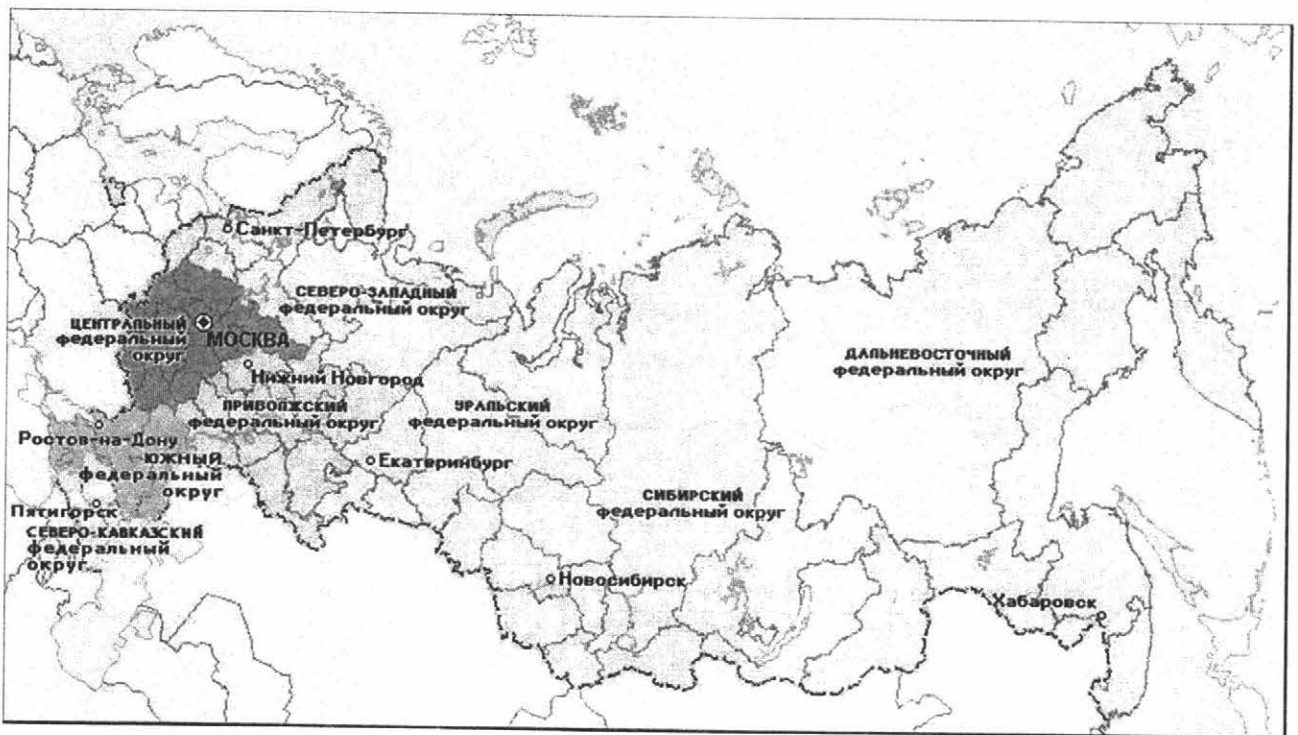 Санкт-Петербург
СЕВЕРО-ЗАПАДНЫЙ
федеральный округ
ЦЕНТРАЛЬНЫЙ
федеральный
округ
МОСКВА
Нижний Новгород
ДАЛЬНЕВОСТОЧНЫЙ
федеральный округ
ПРИВОЛЖСКИЙ
федеральный округ
УРАЛЬСКИЙ
федеральный округ
Ростов-на-Дону
ЮЖНЫЙ
федеральный
округ
Екатеринбург
СИБИРСКИЙ
федеральный округ
Пятигорск
СЕВЕРО-КАВКАЗСКИЙ
федеральный
округ
Новосибирск
Хабаровск